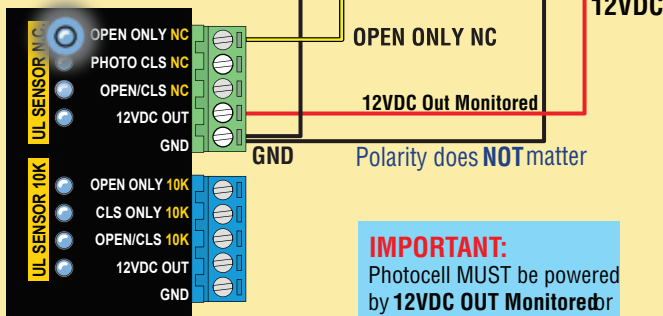 12VDC
UL SENSOR N.C.
OPEN ONLY NC
PHOTO CLS NC
OPEN/CLS NC
12VDC OUT
GND
OPEN ONLY NC
12VDC Out Monitored
GND
Polarity does NOT matter
UL SENSOR 10K
OPEN ONLY 10K
CLS ONLY 10K
OPEN/CLS 10K
12VDC OUT
GND
IMPORTANT:
Photocell MUST be powered
by 12VDC OUT Monitored or